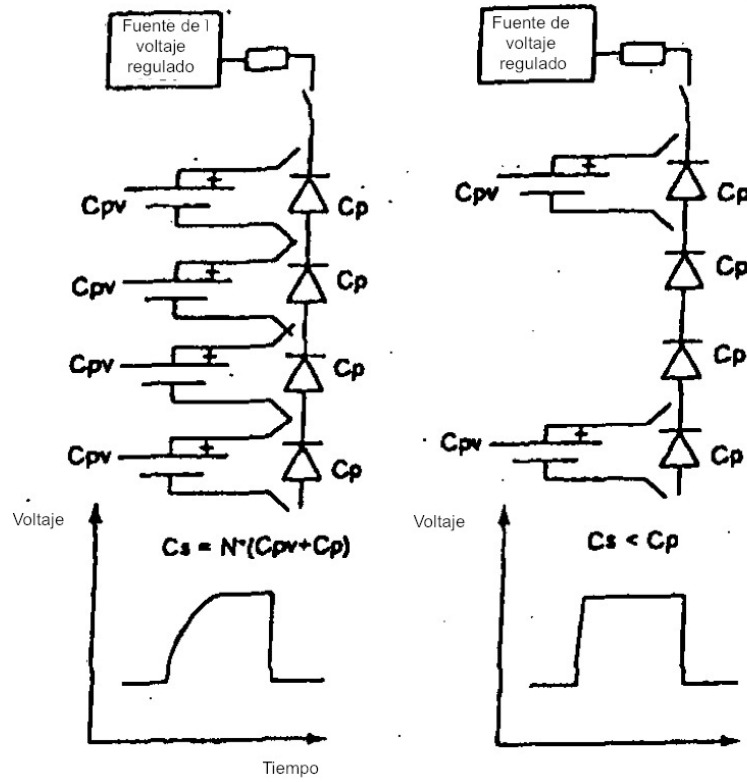 Fuente de
voltaje
regulado
Fuente de
voltaje
regulado
Cpv
Cp
Cpv
Cp
Cpv
Cp
Cpv
Cp
Cpv
Cp
Cp
Cp
Cpv
Cp
Voltaje
Cs = N*(Cpv+Cp)
Tiempo
Voltaje
Cs < Cp